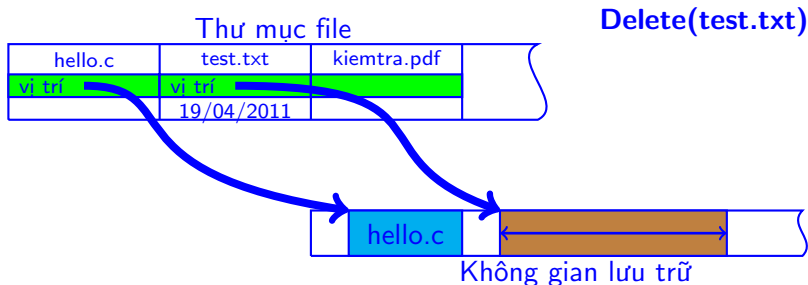 Delete(test.txt)
Thư mục file
hello.c test.txt kiemtra.pdf
vị trí vị trí
19/04/2011
hello.c
Không gian lưu trữ